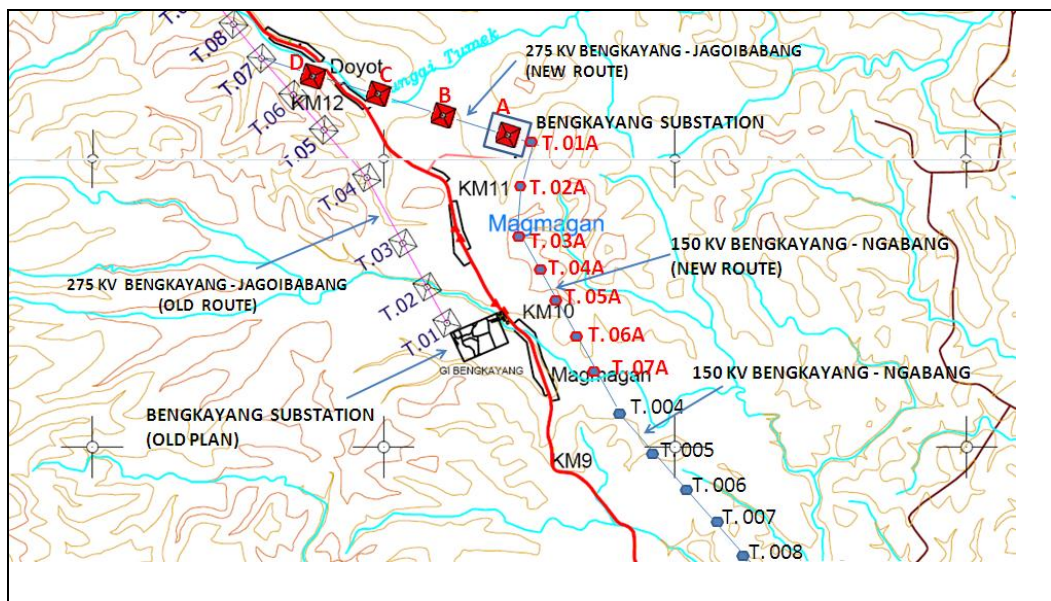 T.08
T.07
D
Doyot
T.06
KM12
C
unggai Tumek
B
A
275 KV BENGKAYANG - JAGOIBABANG
(NEW ROUTE)
BENGKAYANG SUBSTATION
T.01A
T.05
T.04
KM11
T.02A
Magmagan
T.03A
T.03
T.04A
150 KV BENGKAYANG - NGABANG
(NEW ROUTE)
275 KV BENGKAYANG -JAGOIBABANG
(OLD ROUTE)
T.02
T.05A
KM10
T.01
T.06A
GI BENGKAYANG
T.07A
Magmagan
150 KV BENGKAYANG - NGABANG
BENGKAYANG SUBSTATION
(OLD PLAN)
T.004
KM9
T.005
T.006
T.007
T.008